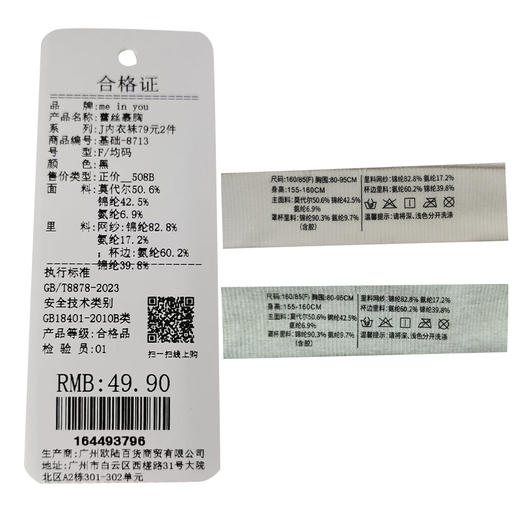 合格证
品 牌:me in you
产品名称:蕾丝裹胸
系 列:J内衣袜79元2件
商品编号:基础-8713
型 号:F/均码
颜 色:黑
售价类型:正价__508B
面 料:莫代尔50.6%
锦纶42.5%
氨纶6.9%
里 料:网纱:锦纶82.8%
氨纶17.2%
;杯边:氨纶60.2%
锦纶39.8%
执行标准
GB/T8878-2023
安全技术类别
GB18401-2010B类
产品等级:合格品
检 验 员:01
扫一扫线上购
RMB:49.90
164493796
生产商:广州欧陆百货商贸有限公司
地址:广州市白云区西槎路31号大院
北区A2栋301-302单元
尺码:160/85(F) 胸围:80-95CM
身高:155-160CM
主面料:莫代尔50.6% 锦纶42.5%
氨纶6.9%
罩杯里料:锦纶90.3% 氨纶9.7%
(含胶)
里料网纱:锦纶82.8% 氨纶17.2%
杯边里料:氨纶60.2% 锦纶39.8%
温馨提示:请将深、浅色分开洗涤
尺码:160/85(F) 胸围:80-95CM
身高:155-160CM
主面料:莫代尔50.6% 锦纶42.5%
氨纶6.9%
罩杯里料:锦纶90.3% 氨纶9.7%
(含胶)
里料网纱:锦纶82.8% 氨纶17.2%
杯边里料:氨纶60.2% 锦纶39.8%
温馨提示:请将深、浅色分开洗涤